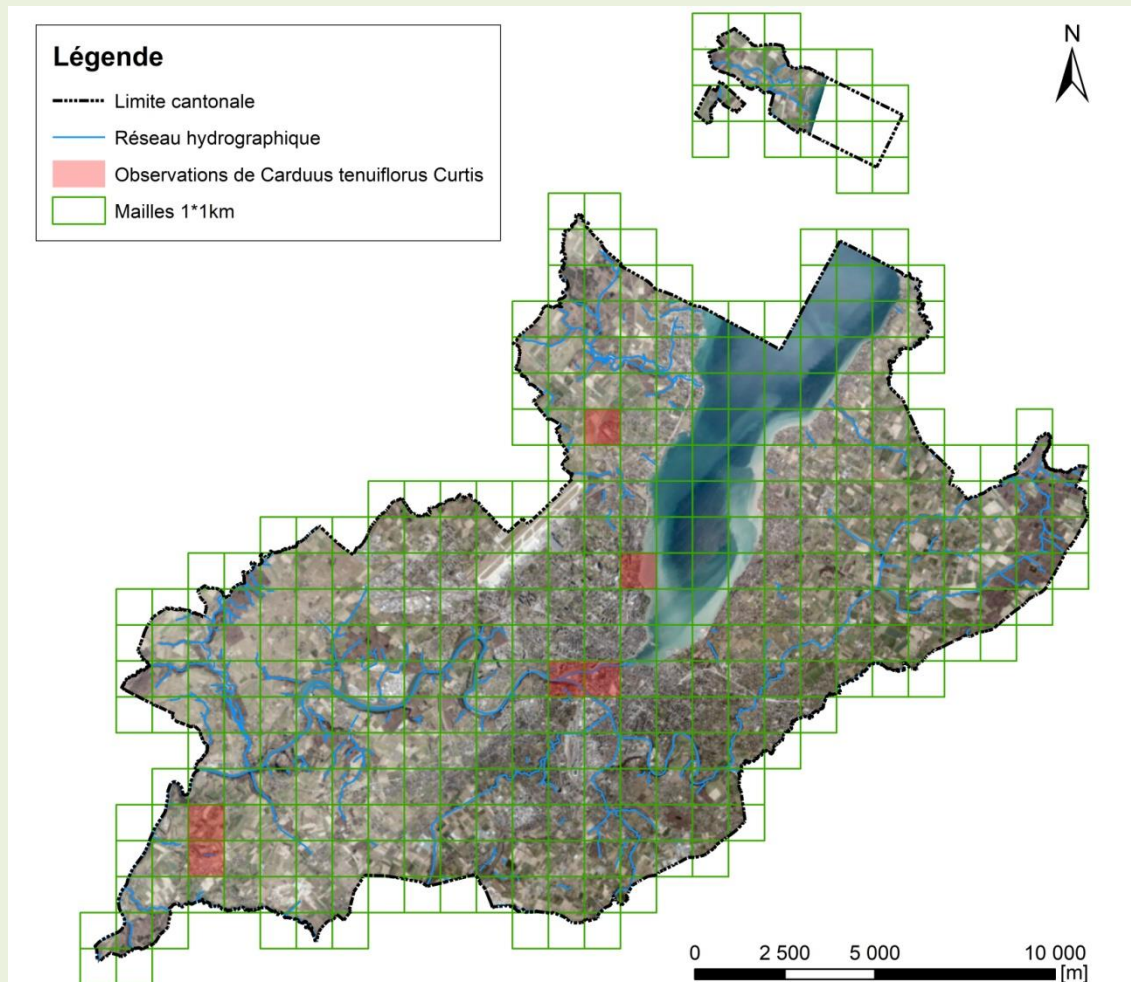 Légende
Limite cantonale
Réseau hydrographique
Observations de Carduus tenuiflorus Curtis
Mailles 1*1km
N
0 2 500 5 000 10 000
[m]